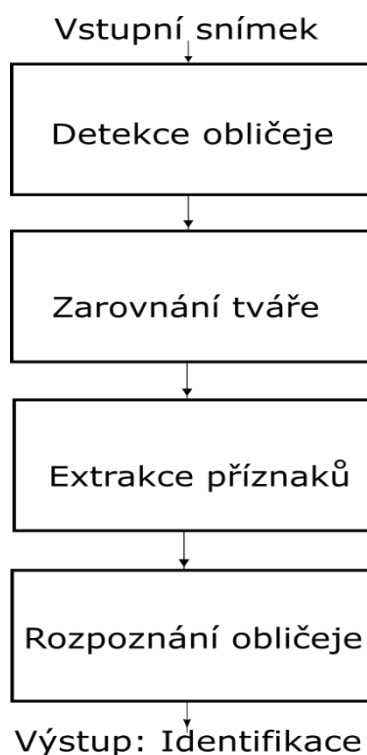 Vstupní snímek
Detekce obličeje
Zarovnání tváře
Extrakce příznaků
Rozpoznání obličeje
Výstup: Identifikace